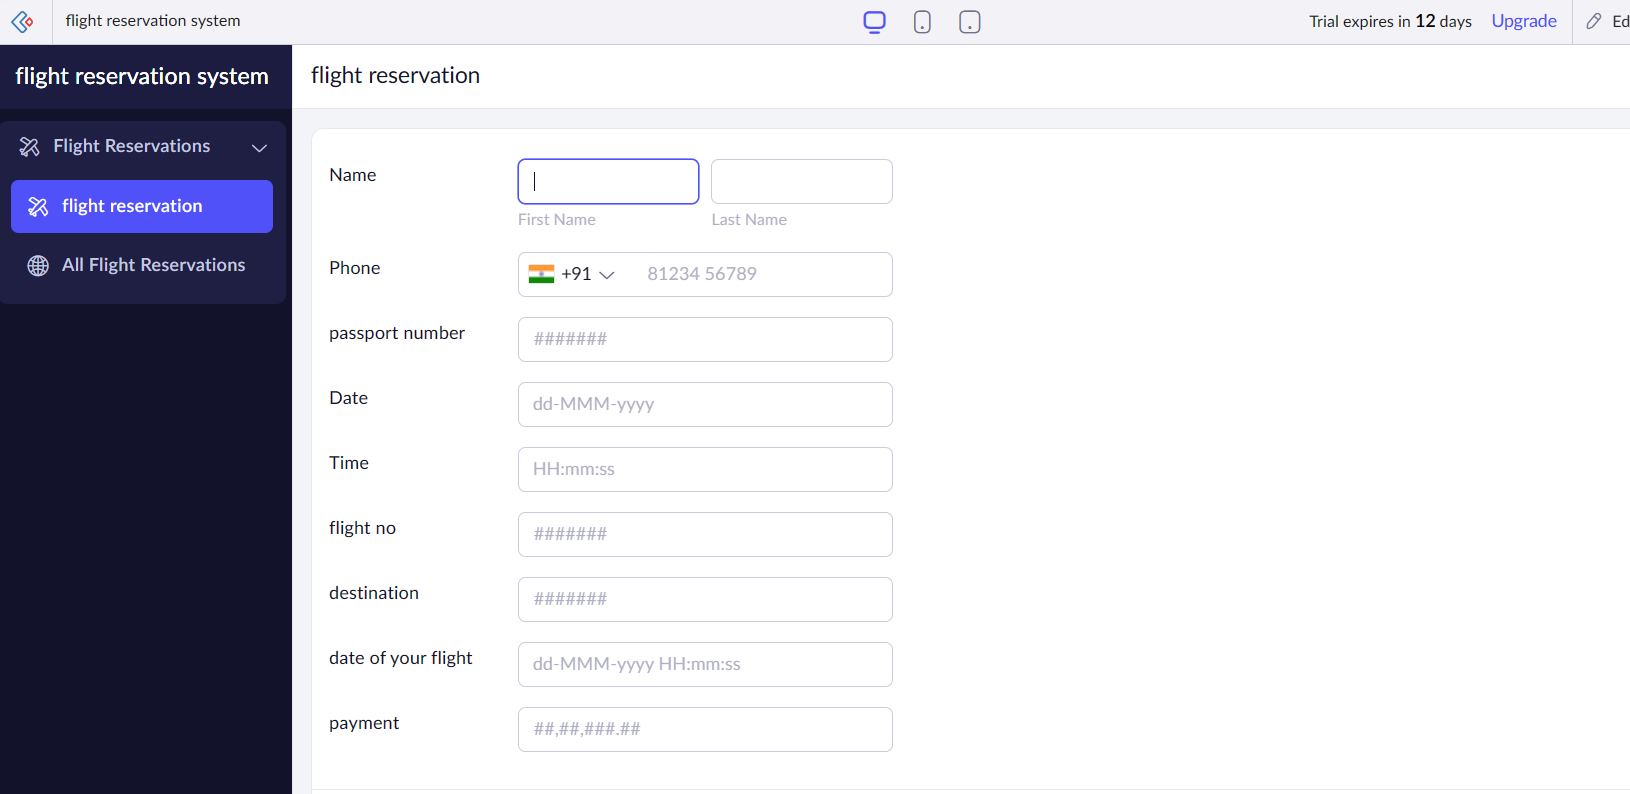 flight reservation system
Trial expires in 12 days Upgrade
flight reservation system
flight reservation
Flight Reservations
flight reservation
All Flight Reservations
Name
First Name Last Name
Phone +91 81234 56789
passport number #######
Date dd-MMM-yyyy
Time HH:mm:ss
flight no #######
destination #######
date of your flight dd-MMM-yyyy HH:mm:ss
payment ##,##,###.##